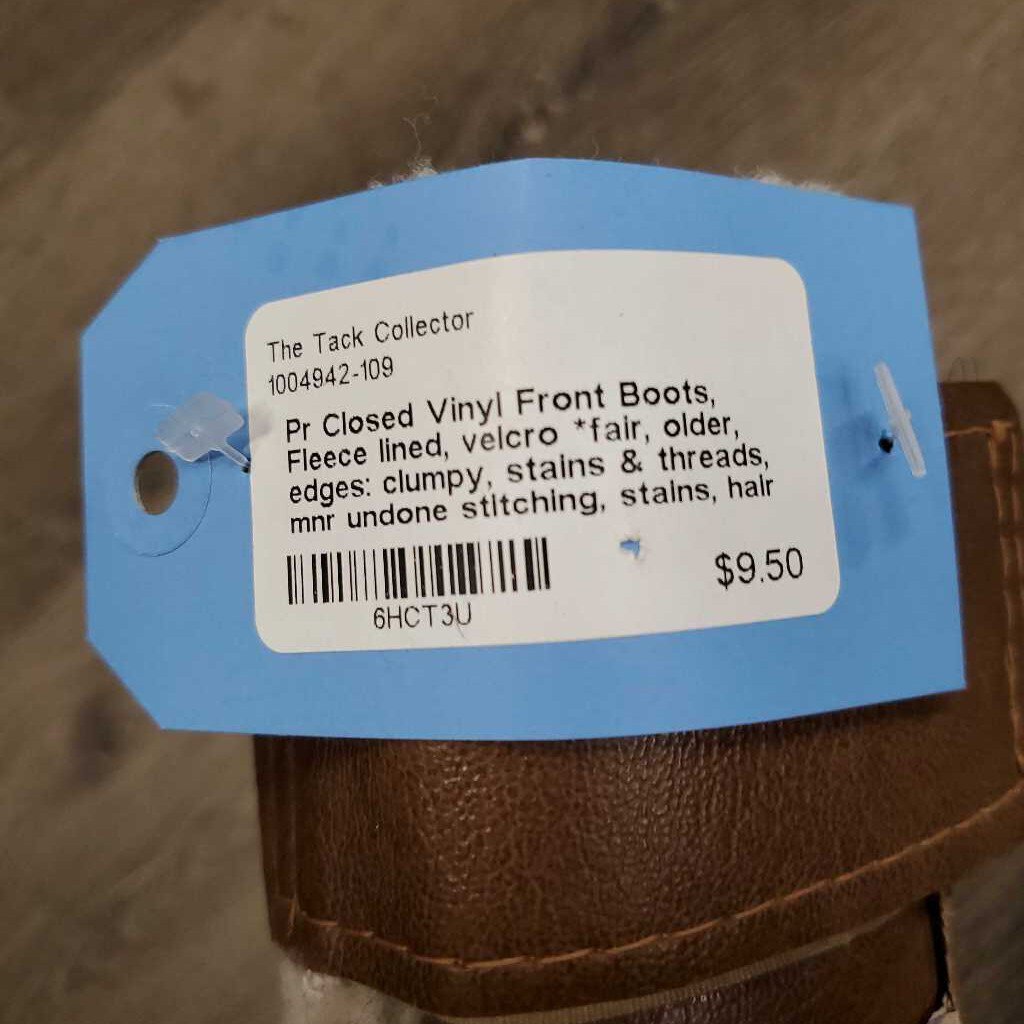 The Tack Collector
1004942-109
Pr Closed Vinyl Front Boots,
Fleece lined, velcro *fair, older,
edges: clumpy, stains & threads,
mnr undone stitching, stains, hair
6HCT3U
$9.50